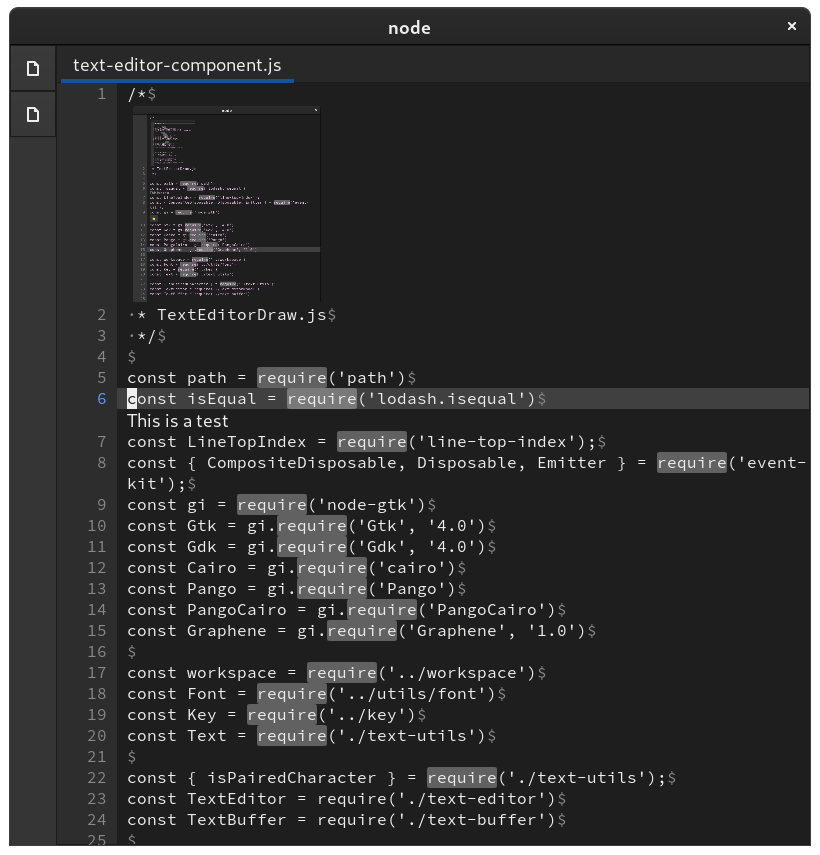 node ×
text-editor-component.js
1 /*$
2 ·* TextEditorDraw.js$
3 ·*/$
4 $
5 const path = require('path')$
6 const isEqual = require('lodash.isequal')$
This is a test
7 const LineTopIndex = require('line-top-index');$
8 const { CompositeDisposable, Disposable, Emitter } = require('event-
kit');$
9 const gi = require('node-gtk')$
10 const Gtk = gi.require('Gtk', '4.0')$
11 const Gdk = gi.require('Gdk', '4.0')$
12 const Cairo = gi.require('cairo')$
13 const Pango = gi.require('Pango')$
14 const PangoCairo = gi.require('PangoCairo')$
15 const Graphene = gi.require('Graphene', '1.0')$
16 $
17 const workspace = require('../workspace')$
18 const Font = require('../utils/font')$
19 const Key = require('../key')$
20 const Text = require('./text-utils')$
21 $
22 const { isPairedCharacter } = require('./text-utils');$
23 const TextEditor = require('./text-editor')$
24 const TextBuffer = require('./text-buffer')$
25 $